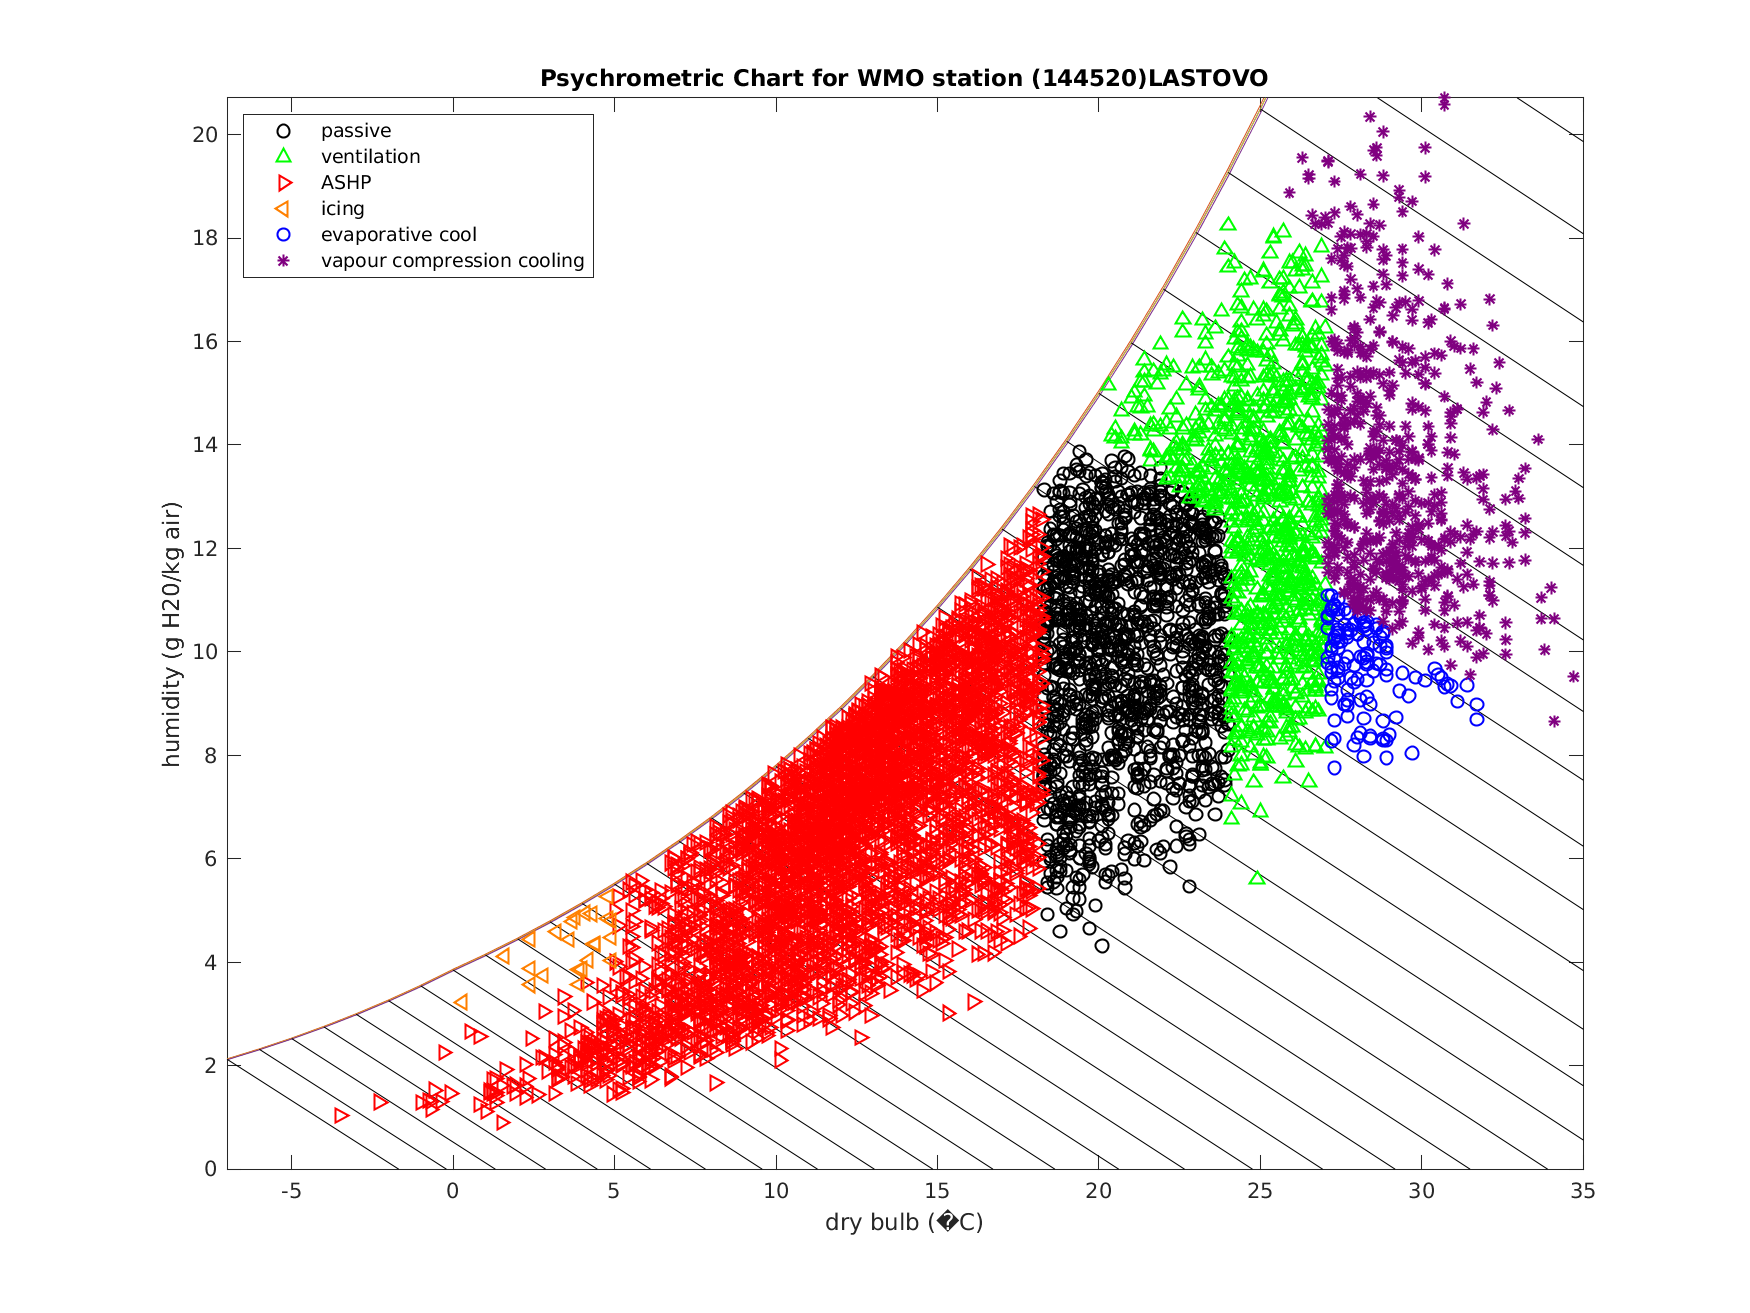 Psychrometric Chart for WMO station (144520)LASTOVO
passive
ventilation
ASHP
icing
evaporative cool
vapour compression cooling
humidity (g H20/kg air)
20
18
16
14
12
10
8
6
4
2
0
-5 0 5 10 15 20 25 30 35
dry bulb (�C)